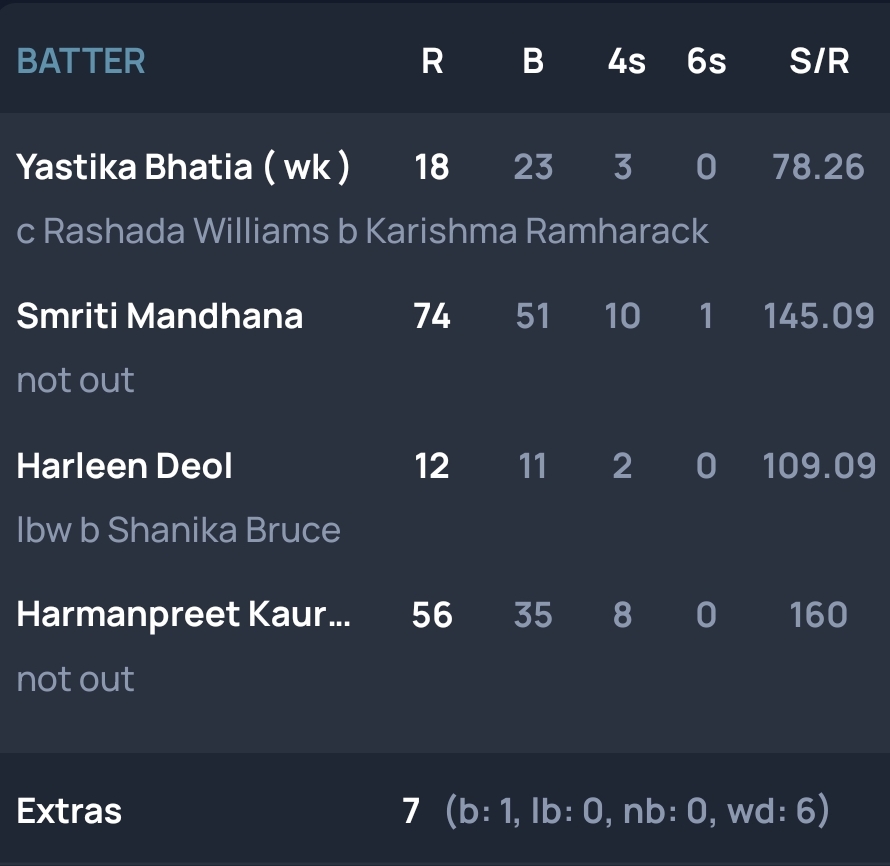 BATTER R B 4s 6s S/R
Yastika Bhatia ( wk ) 18 23 3 0 78.26
c Rashada Williams b Karishma Ramharack
Smriti Mandhana 74 51 10 1 145.09
not out
Harleen Deol 12 11 2 0 109.09
lbw b Shanika Bruce
Harmanpreet Kaur... 56 35 8 0 160
not out
Extras 7 (b: 1, lb: 0, nb: 0, wd: 6)